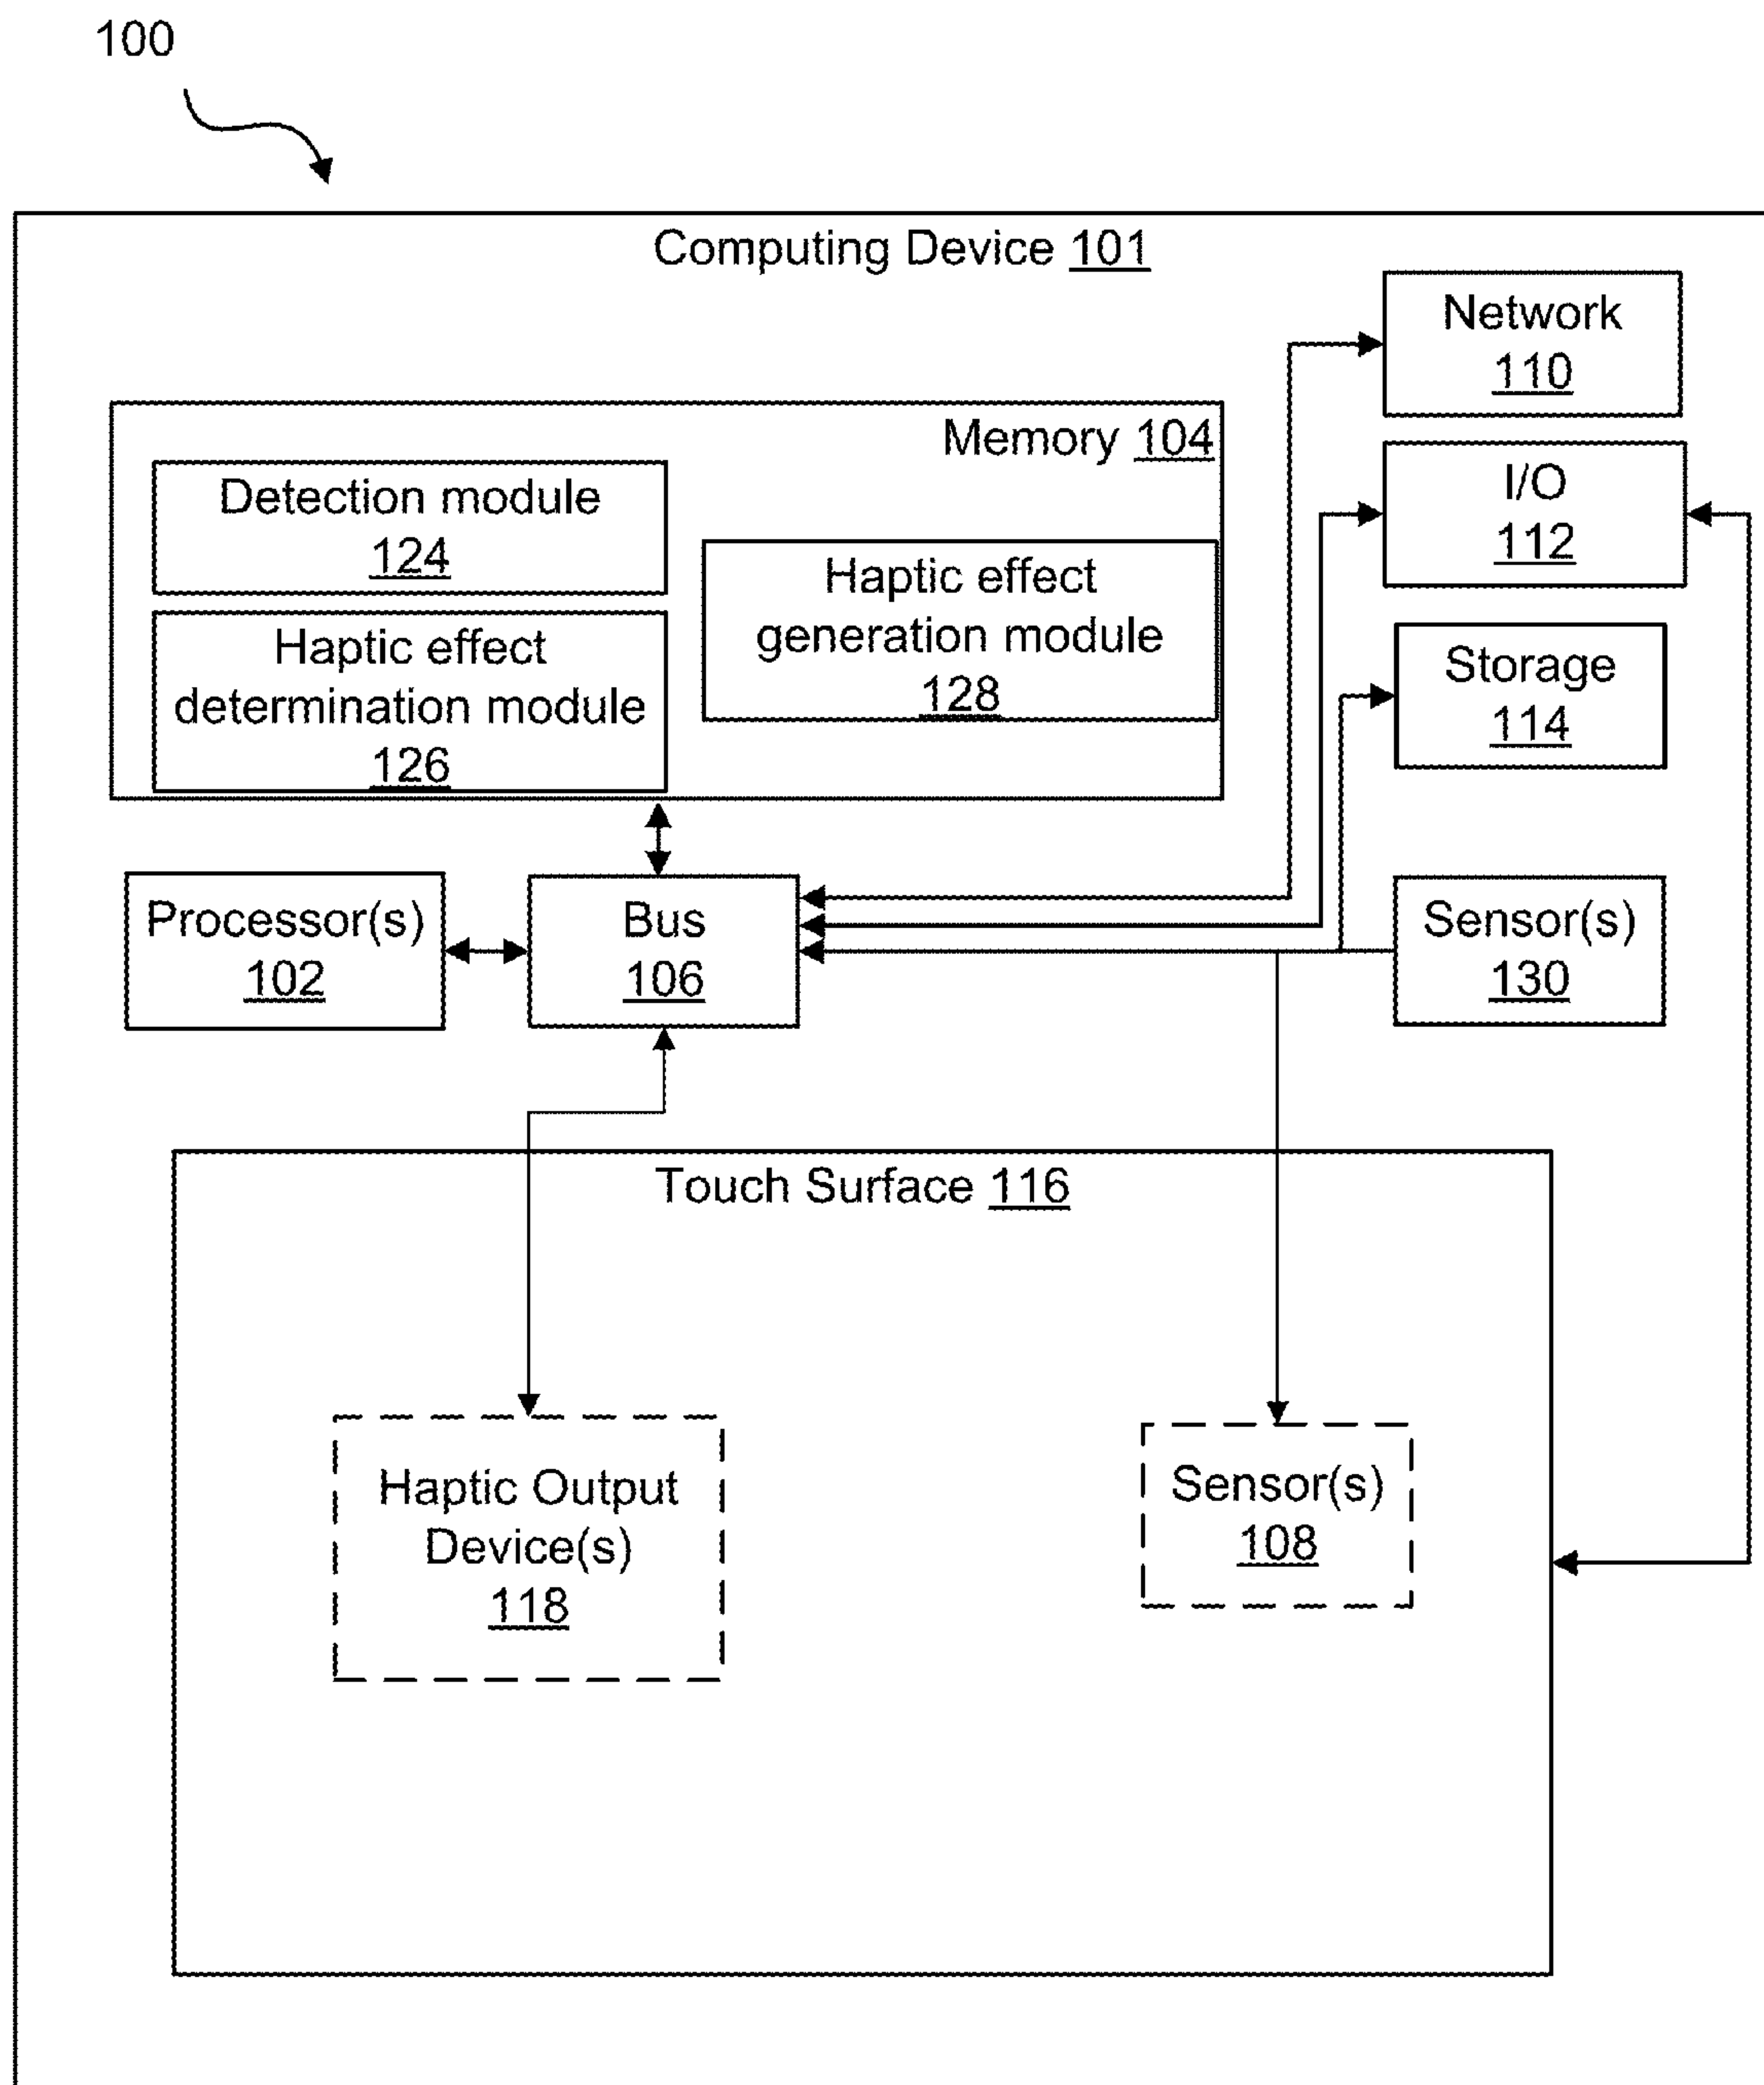 100
Computing Device 101
Network
110
Memory 104
I/O
112
Detection module
124
Haptic effect
generation module
128
Haptic effect
determination module
126
Storage
114
Processor(s)
102
Bus
106
Sensor(s)
130
Touch Surface 116
Haptic Output
Device(s)
118
Sensor(s)
108